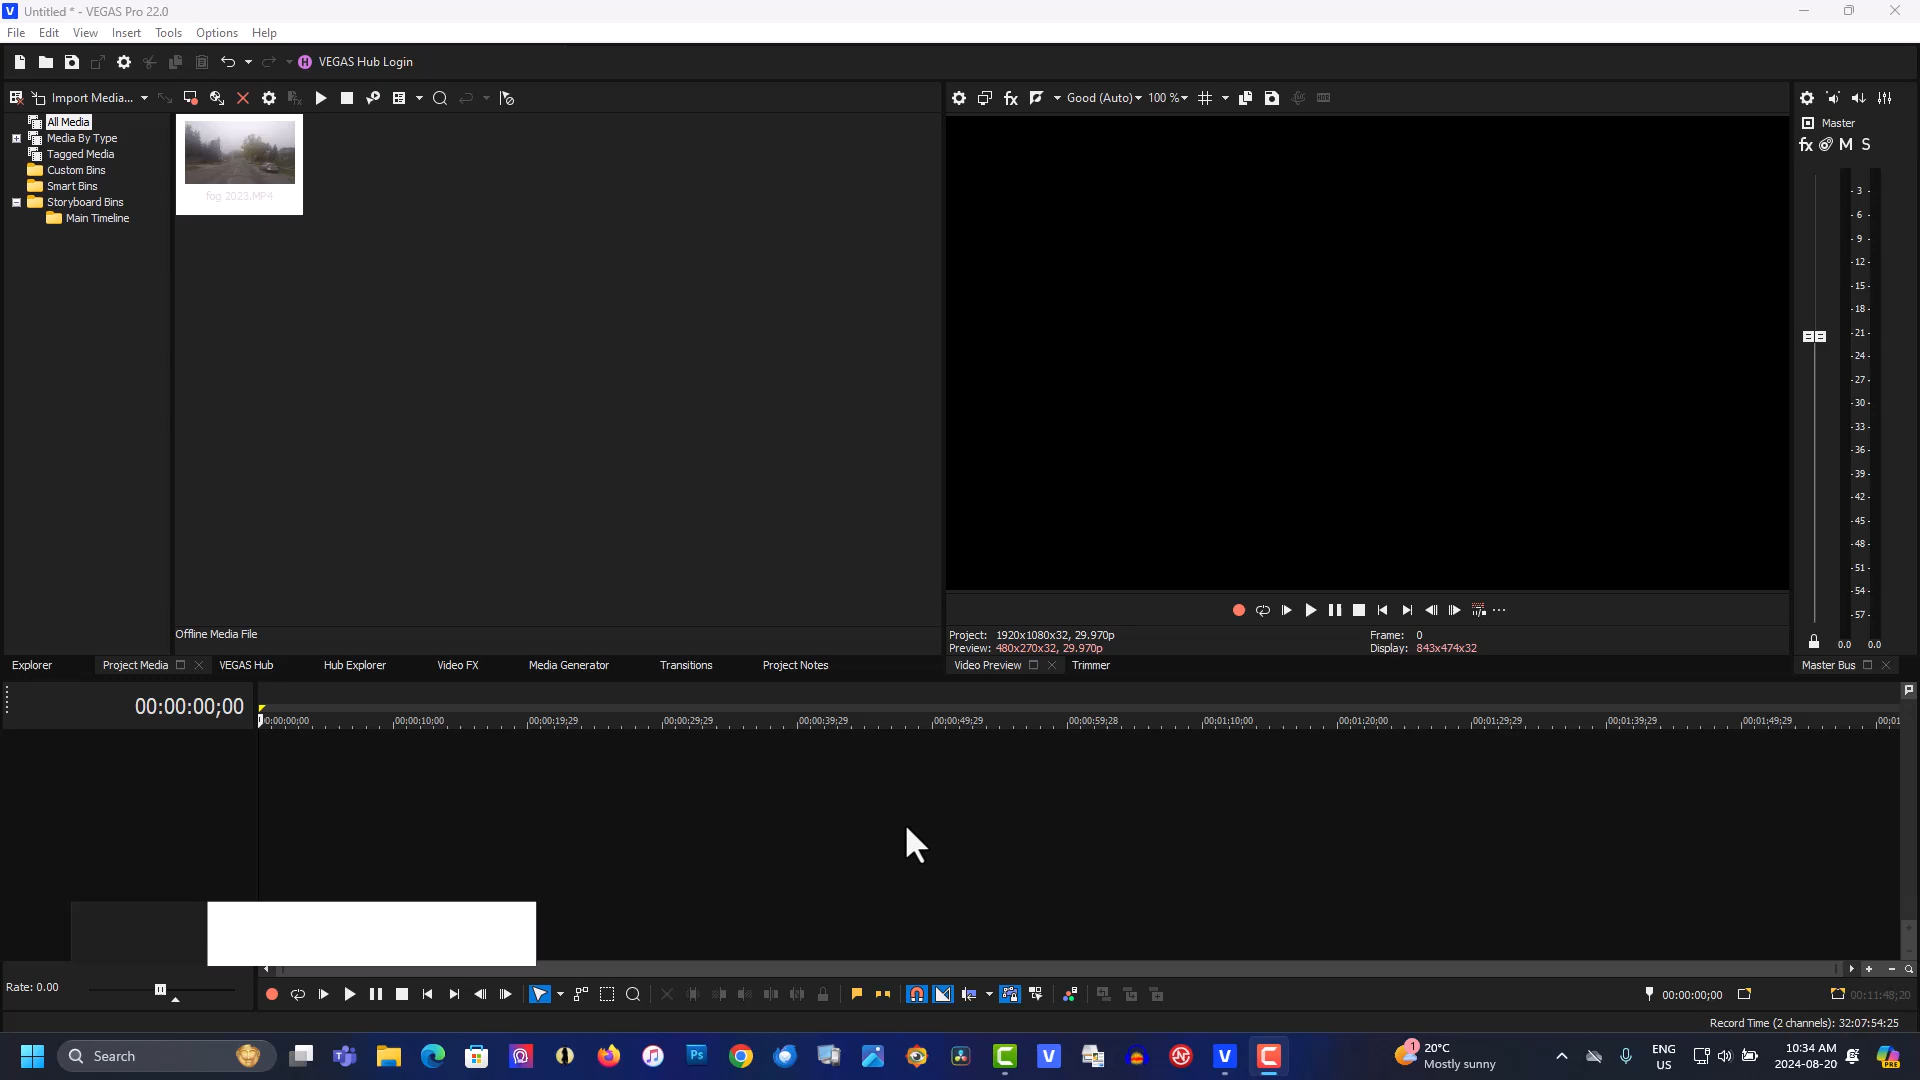 Untitled * - VEGAS Pro 22.0
File Edit View Insert Tools Options Help
VEGAS Hub Login
Import Media...
Good (Auto) 100 %
All Media
Media By Type
Tagged Media
Custom Bins
Smart Bins
Storyboard Bins
Main Timeline
fog 2023.MP4
Offline Media File
Master
fx M S
- 3 -
- 6 -
- 9 -
-12-
-15-
-18-
-21-
-24-
-27-
-30-
-33-
-36-
-39-
-42-
-45-
-48-
-51-
-54-
-57-
0.0 0.0
Project: 1920x1080x32, 29.970p
Preview: 480x270x32, 29.970p
Frame: 0
Display: 843x474x32
Explorer Project Media VEGAS Hub Hub Explorer Video FX Media Generator Transitions Project Notes
Video Preview Trimmer
Master Bus
00:00:00;00
0:00:00;00 00:00:10;00 00:00:19;29 00:00:29;29 00:00:39;29 00:00:49;29 00:00:59;28 00:01:10;00 00:01:20;00 00:01:29;29 00:01:39;29 00:01:49;29 00:01
Rate: 0.00
00:00:00;00
00:11:48;20
Record Time (2 channels): 32:07:54:25
Search
1
20°C
Mostly sunny
ENG
US
10:34 AM
2024-08-20